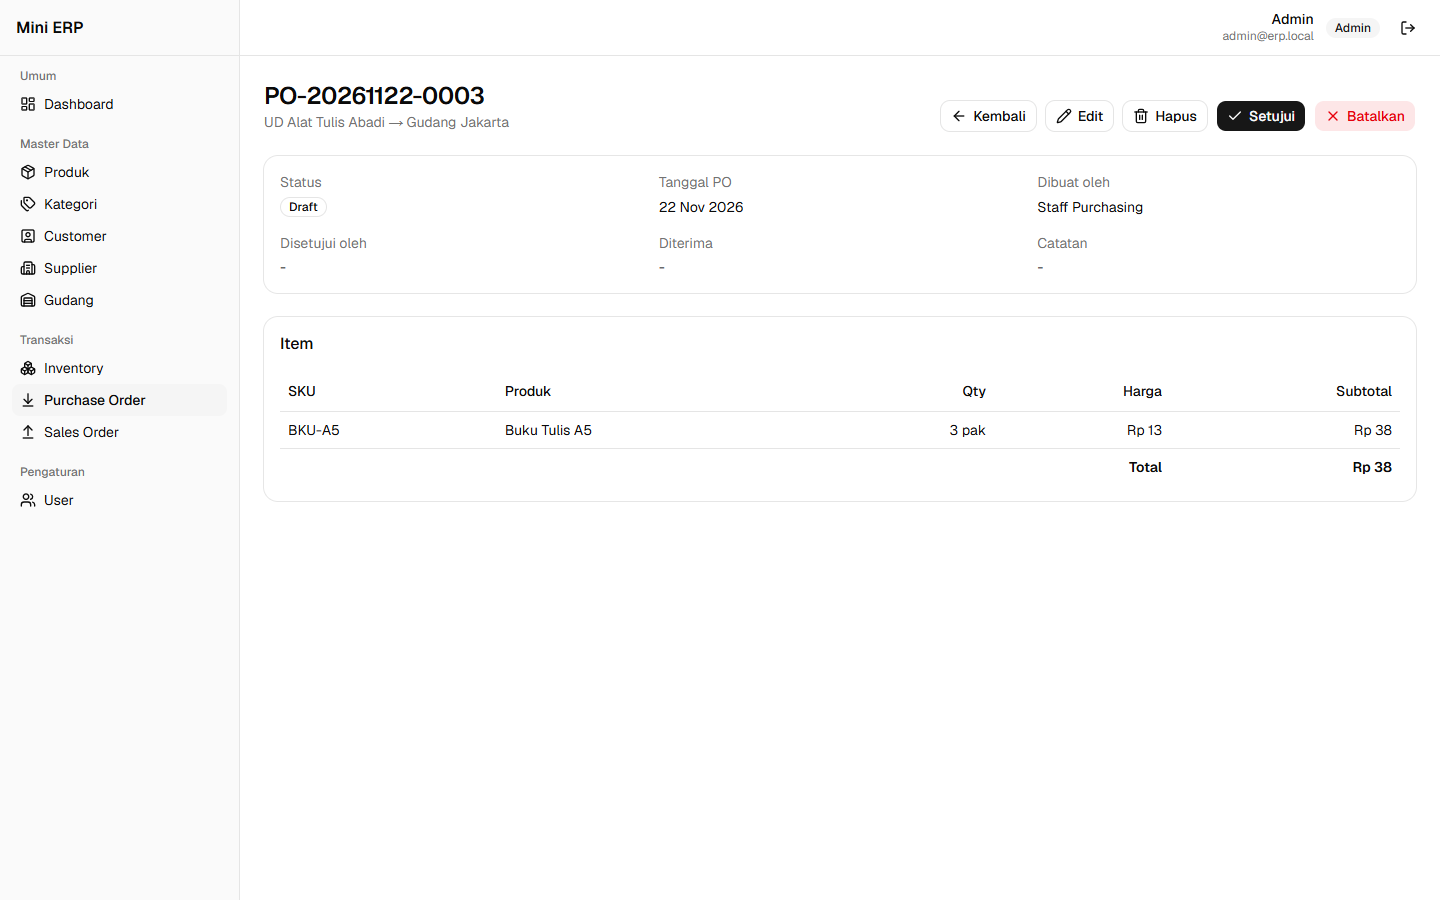 Mini ERP
Admin
admin@erp.local
Admin
Umum
Dashboard
Master Data
Produk
Kategori
Customer
Supplier
Gudang
Transaksi
Inventory
Purchase Order
Sales Order
Pengaturan
User
PO-20261122-0003
UD Alat Tulis Abadi → Gudang Jakarta
Kembali
Edit
Hapus
Setujui
Batalkan
Status
Tanggal PO
Dibuat oleh
Draft
22 Nov 2026
Staff Purchasing
Disetujui oleh
Diterima
Catatan
-
-
-
Item
SKU Produk Qty Harga Subtotal
BKU-A5 Buku Tulis A5 3 pak Rp 13 Rp 38
Total Rp 38